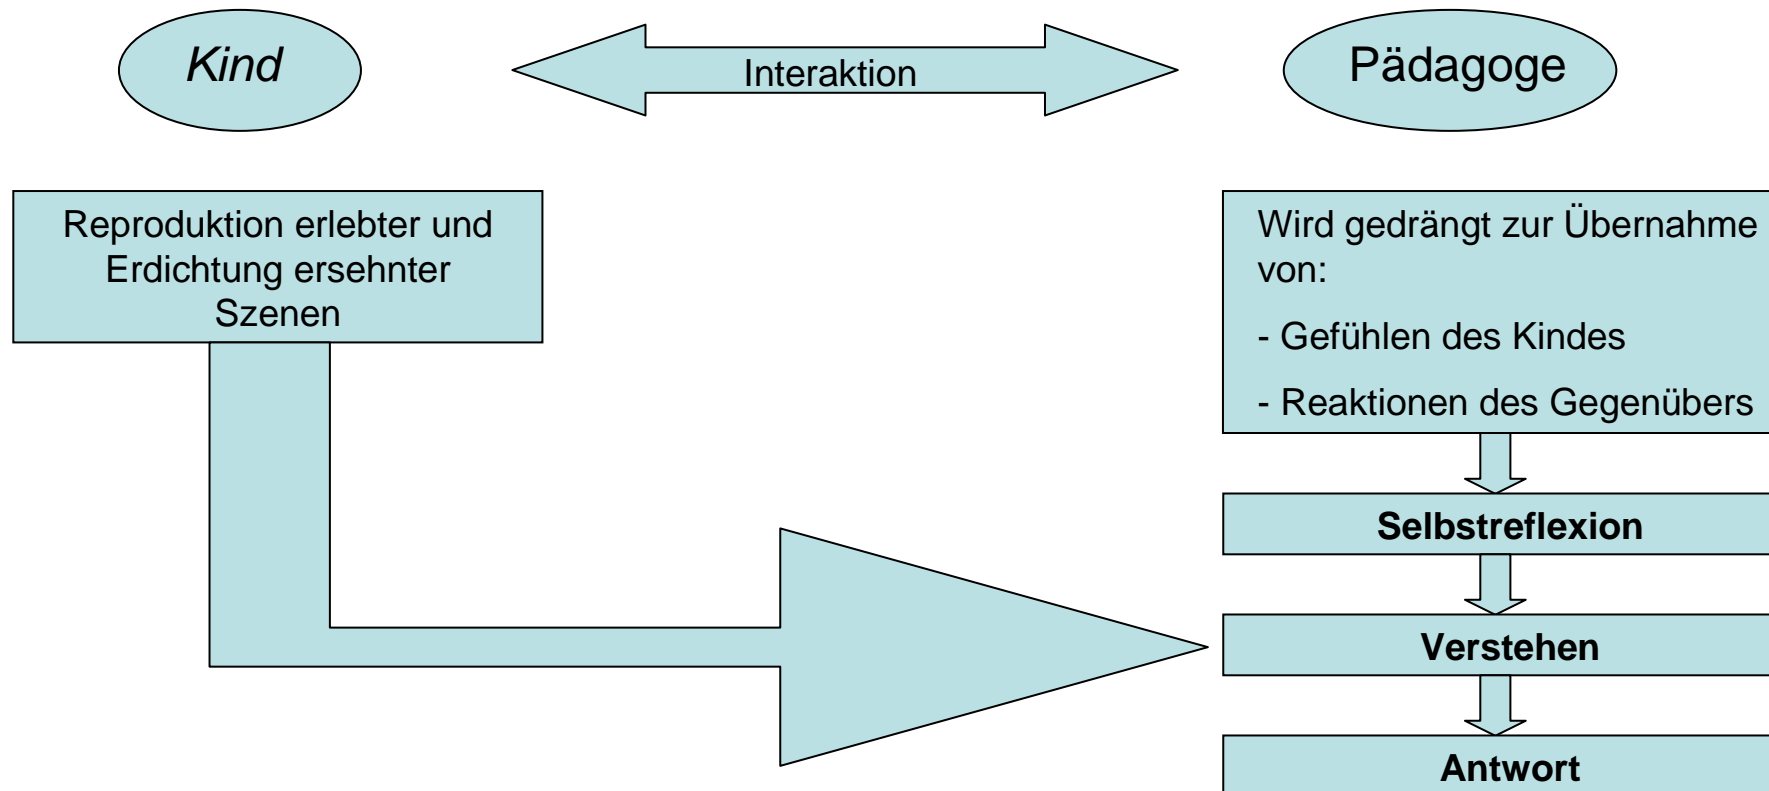 Kind
Interaktion
Pädagoge
Reproduktion erlebter und
Erdichtung ersehnter
Szenen
Wird gedrängt zur Übernahme
von:
- Gefühlen des Kindes
- Reaktionen des Gegenübers
Selbstreflexion
Verstehen
Antwort